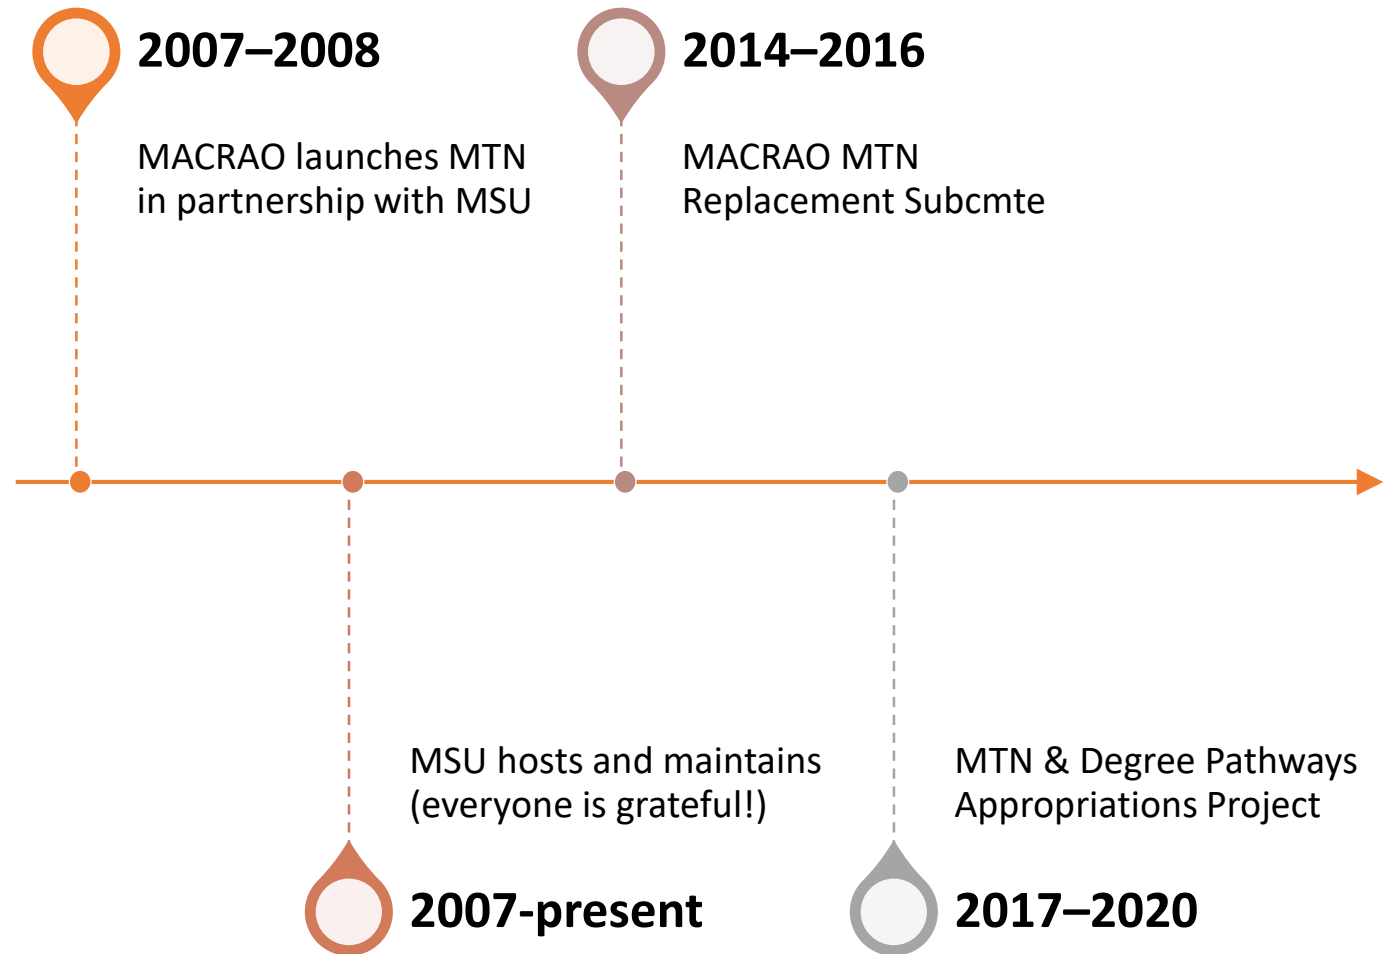 2007–2008
MACRAO launches MTN
in partnership with MSU
2014–2016
MACRAO MTN
Replacement Subcmte
MSU hosts and maintains
(everyone is grateful!)
2007-present
MTN & Degree Pathways
Appropriations Project
2017–2020